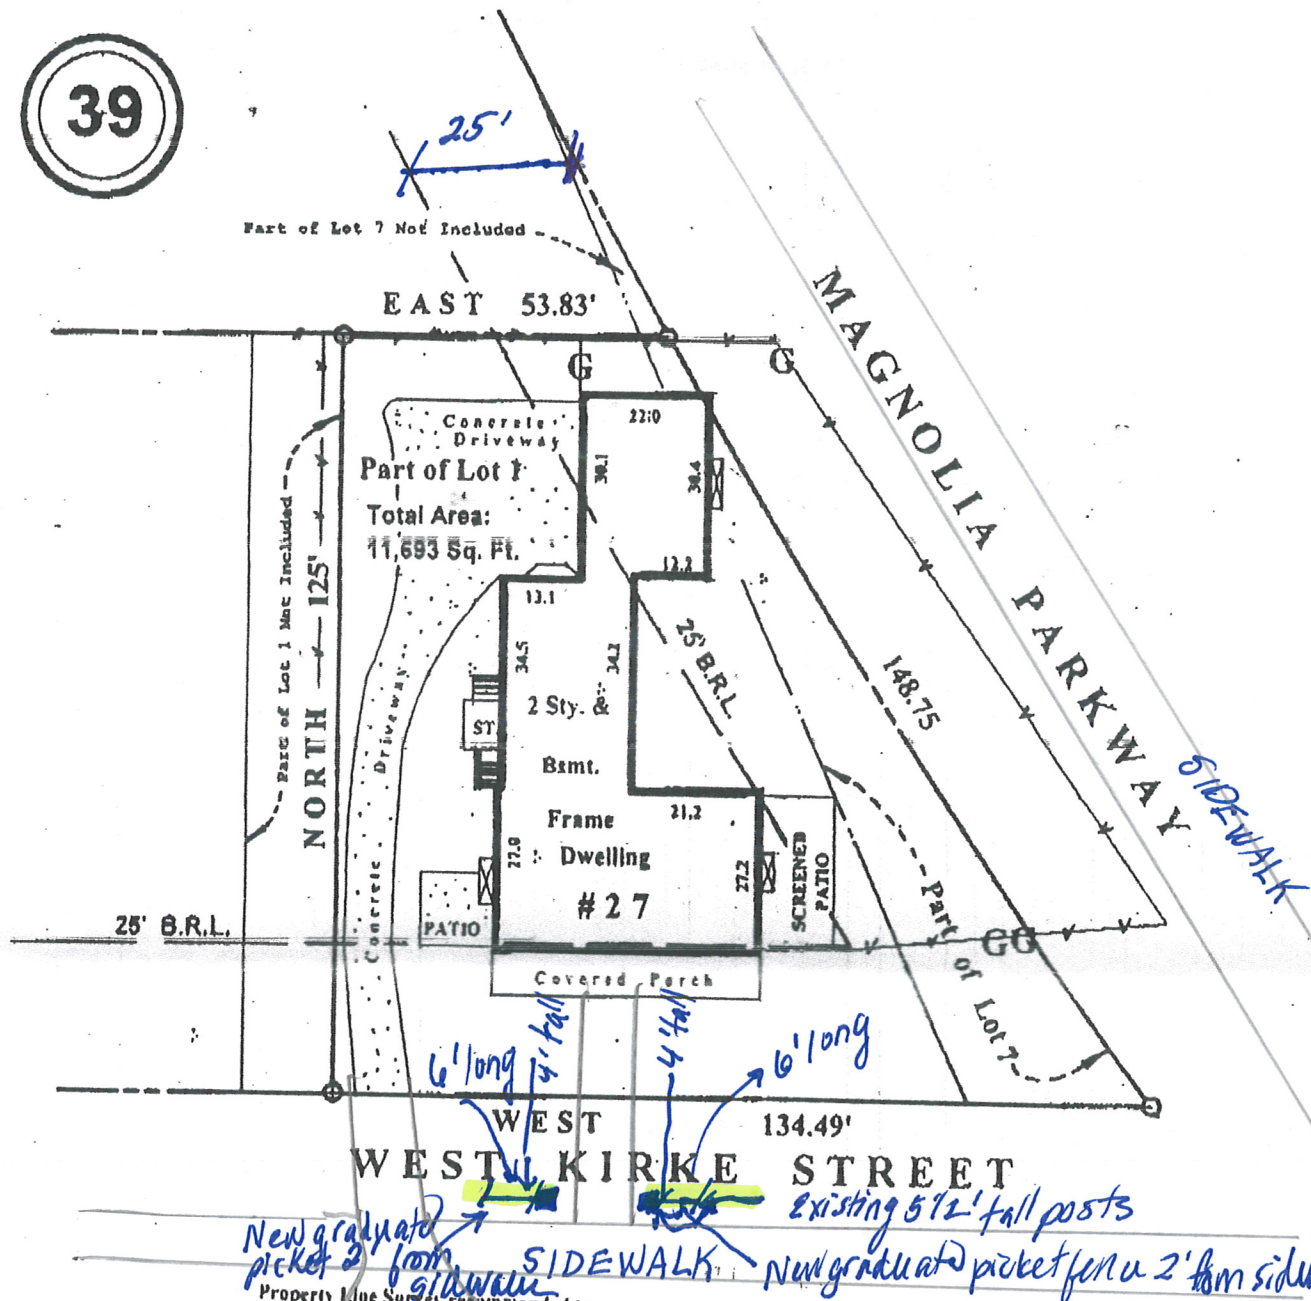 39
25'
Part of Lot 7 Not Included
EAST 53.83'
MAGNOLIA PARKWAY
G
G
22.0
Concrete
Driveway
Part of Lot 1
30.1
30.4
Total Area:
11,693 Sq. Ft.
Part of Lot 1 Not Included
NORTH 125'
12.2
13.1
34.5
34.2
25' B.R.L.
148.75
2 Sty. &
ST
Bsmt.
Concrete Driveway
21.2
Frame
Dwelling
27.0
27.2
#27
SCREENED
PATIO
SIDEWALK
Part of Lot 7
25' B.R.L.
PATIO
GG
Covered Porch
6' long
4' tall
4' tall
6' long
WEST 134.49'
WEST KIRKE STREET
Existing 5 1/2' tall posts
New graduated
picket 2' from
sidewalk
SIDEWALK
New graduated picket fence 2' from
Property Line